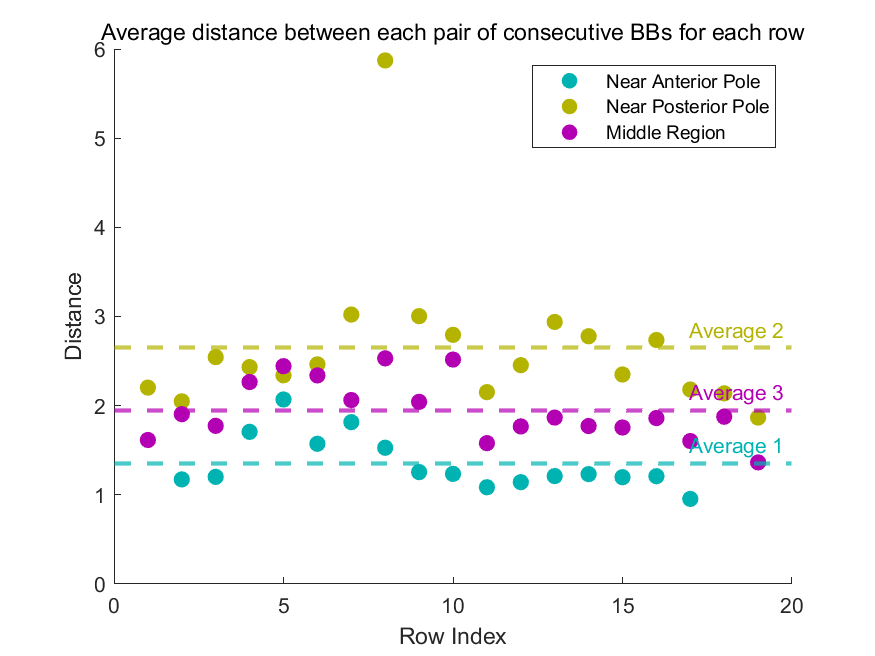 Average distance between each pair of consecutive BBs for each row
Near Anterior Pole
Near Posterior Pole
Middle Region
6
5
4
3
2
1
0
Distance
Average 2
Average 3
Average 1
0
5
10
15
20
Row Index